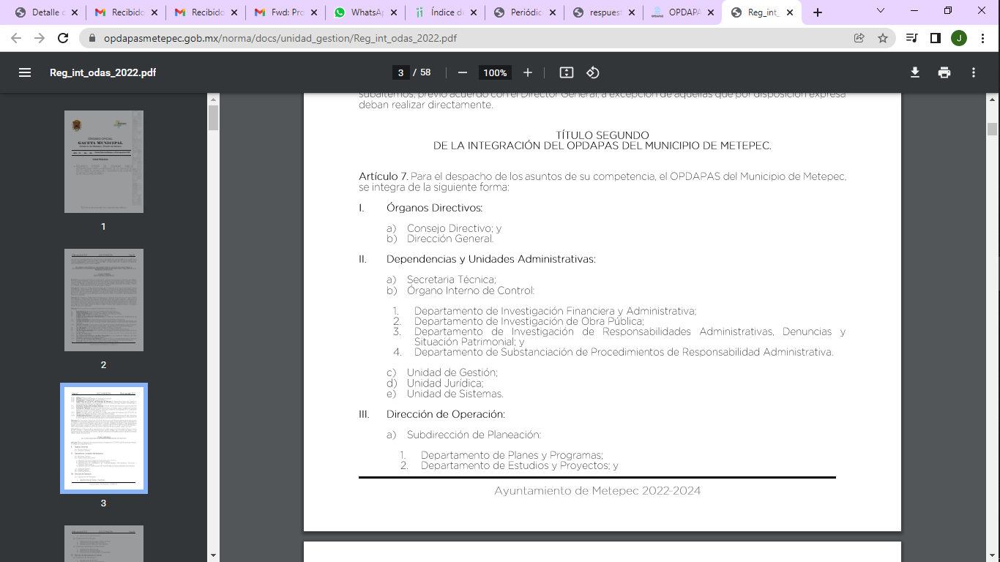 Detalle d
Recibido
Recibido
Fwd: Pro
WhatsAp
Índice d
Periódic
respuest
OPDAPA
Reg_int_
opdapasmetepec.gob.mx/norma/docs/unidad_gestion/Reg_int_odas_2022.pdf
J
Reg_int_odas_2022.pdf
3 / 58
100%
GACETA MUNICIPAL
1
2
3
subalternos, previo acuerdo con el Director General, a excepción de aquellas que por disposición expresa
deban realizar directamente.
TÍTULO SEGUNDO
DE LA INTEGRACIÓN DEL OPDAPAS DEL MUNICIPIO DE METEPEC.
Artículo 7. Para el despacho de los asuntos de su competencia, el OPDAPAS del Municipio de Metepec,
se integra de la siguiente forma:
I. Órganos Directivos:
a) Consejo Directivo; y
b) Dirección General.
II. Dependencias y Unidades Administrativas:
a) Secretaria Técnica;
b) Órgano Interno de Control:
1. Departamento de Investigación Financiera y Administrativa;
2. Departamento de Investigación de Obra Pública;
3. Departamento de Investigación de Responsabilidades Administrativas, Denuncias y
Situación Patrimonial; y
4. Departamento de Substanciación de Procedimientos de Responsabilidad Administrativa.
c) Unidad de Gestión;
d) Unidad Jurídica;
e) Unidad de Sistemas.
III. Dirección de Operación:
a) Subdirección de Planeación:
1. Departamento de Planes y Programas;
2. Departamento de Estudios y Proyectos; y
Ayuntamiento de Metepec 2022-2024